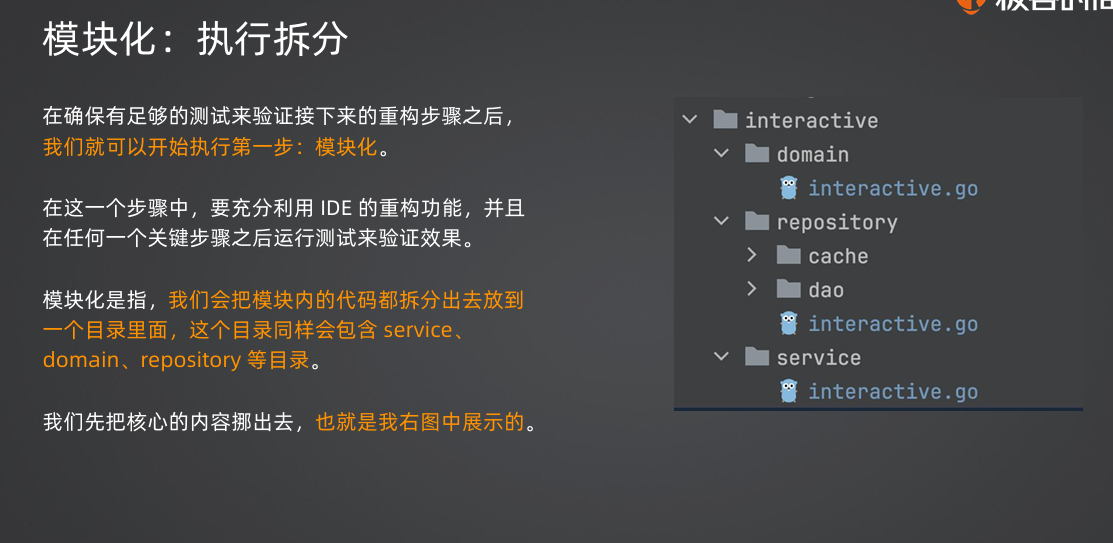 模块化：执行拆分
在确保有足够的测试来验证接下来的重构步骤之后，
我们就可以开始执行第一步：模块化。
在这一个步骤中，要充分利用 IDE 的重构功能，并且
在任何一个关键步骤之后运行测试来验证效果。
模块化是指，我们会把模块内的代码都拆分出去放到
一个目录里面，这个目录同样会包含 service、
domain、repository 等目录。
我们先把核心的内容挪出去，也就是我右图中展示的。
interactive
domain
interactive.go
repository
cache
dao
interactive.go
service
interactive.go